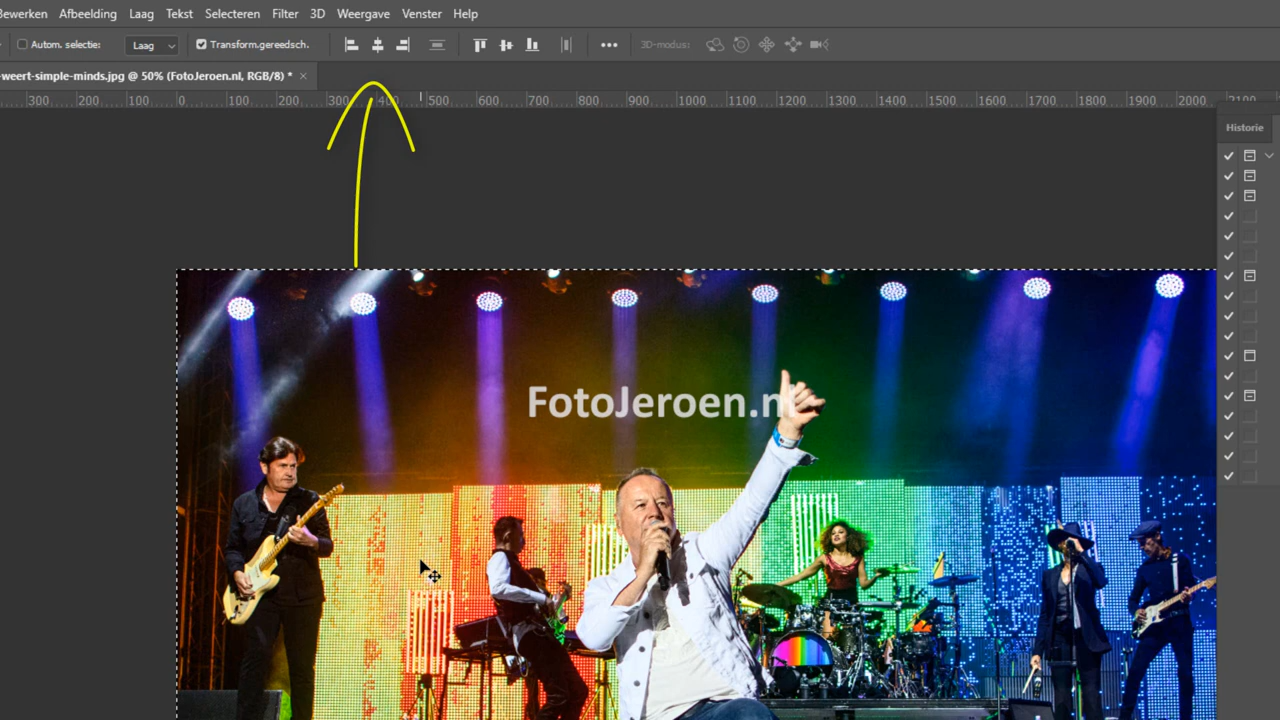 Bewerken Afbeelding Laag Tekst Selecteren Filter 3D Weergave Venster Help
Autom. selectie: Laag Transform.gereedsch. 3D-modus:
-weert-simple-minds.jpg @ 50% (FotoJeroen.nl, RGB/8) * ×
300 200 100 0 100 200 300 400 500 600 700 800 900 1000 1100 1200 1300 1400 1500 1600 1700 1800 1900 2000 2100
Historie
FotoJeroen.nl